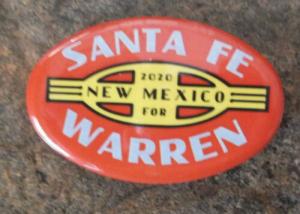 SANTA FE
2020
NEW MEXICO
FOR
WARREN